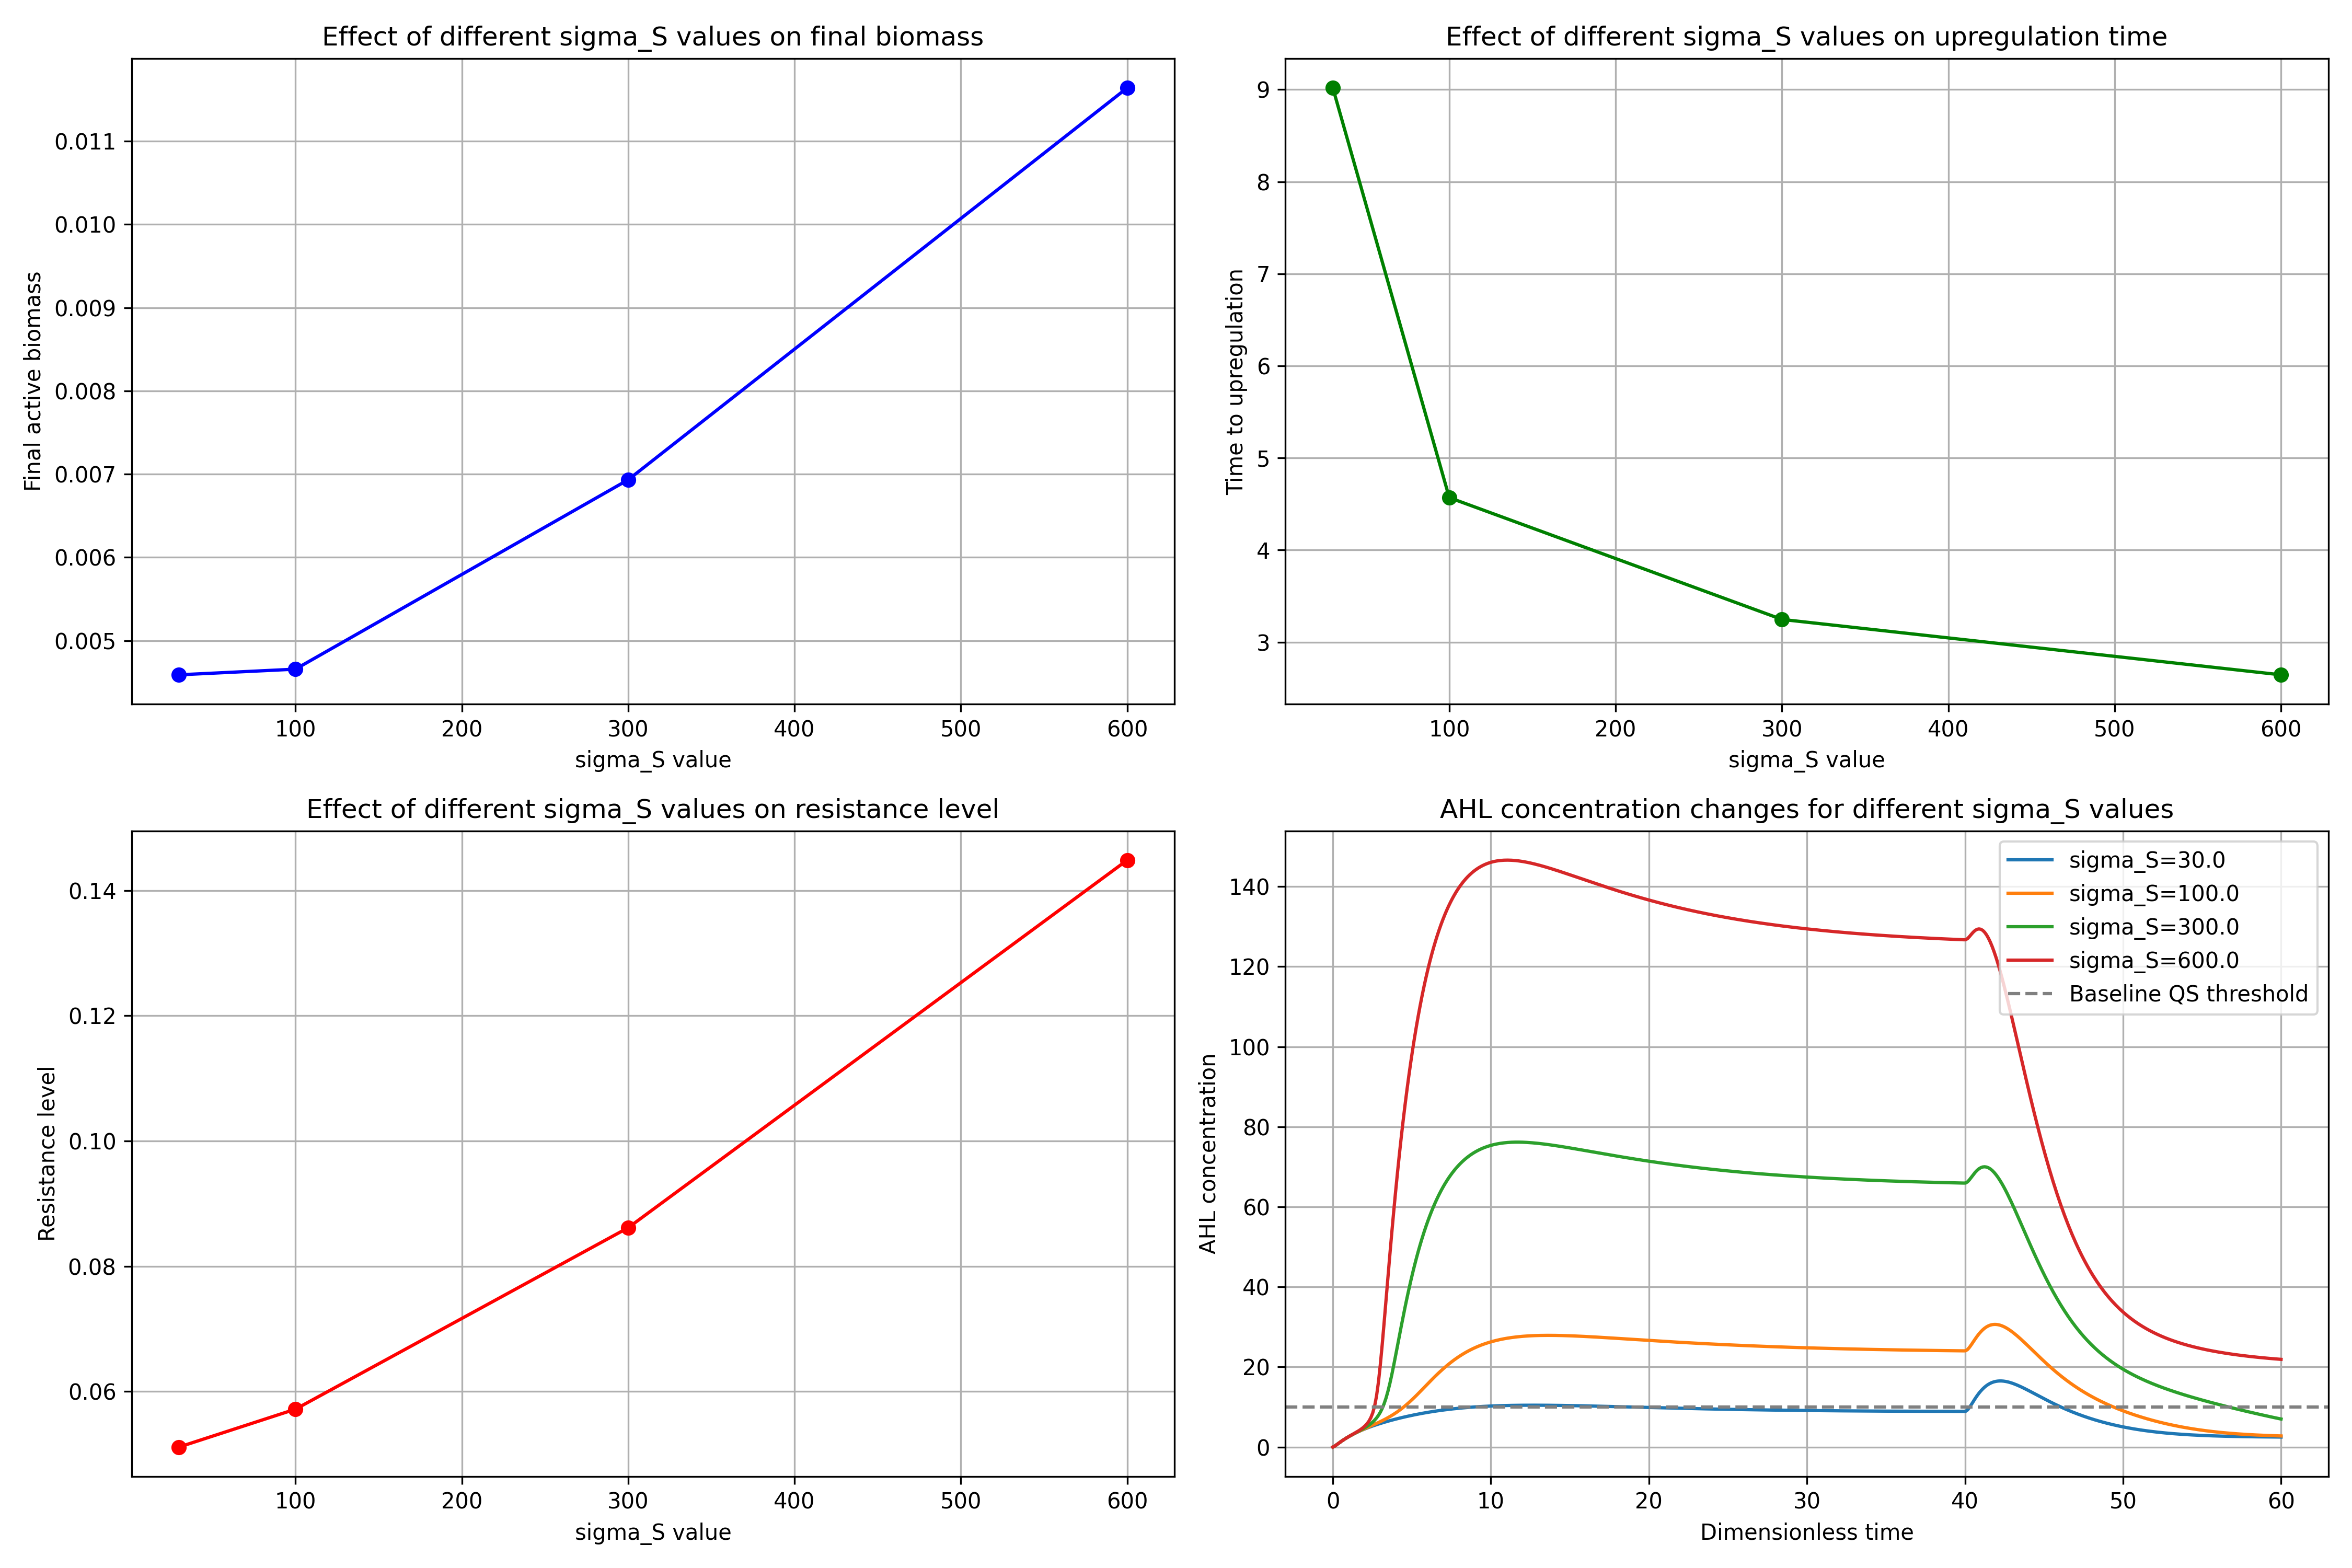 Effect of different sigma_S values on final biomass
Final active biomass
0.011
0.010
0.009
0.008
0.007
0.006
0.005
100 200 300 400 500 600
sigma_S value
Effect of different sigma_S values on upregulation time
Time to upregulation
9
8
7
6
5
4
3
100 200 300 400 500 600
sigma_S value
Effect of different sigma_S values on resistance level
Resistance level
0.14
0.12
0.10
0.08
0.06
100 200 300 400 500 600
sigma_S value
AHL concentration changes for different sigma_S values
AHL concentration
140
120
100
80
60
40
20
0
sigma_S=30.0
sigma_S=100.0
sigma_S=300.0
sigma_S=600.0
Baseline QS threshold
0 10 20 30 40 50 60
Dimensionless time